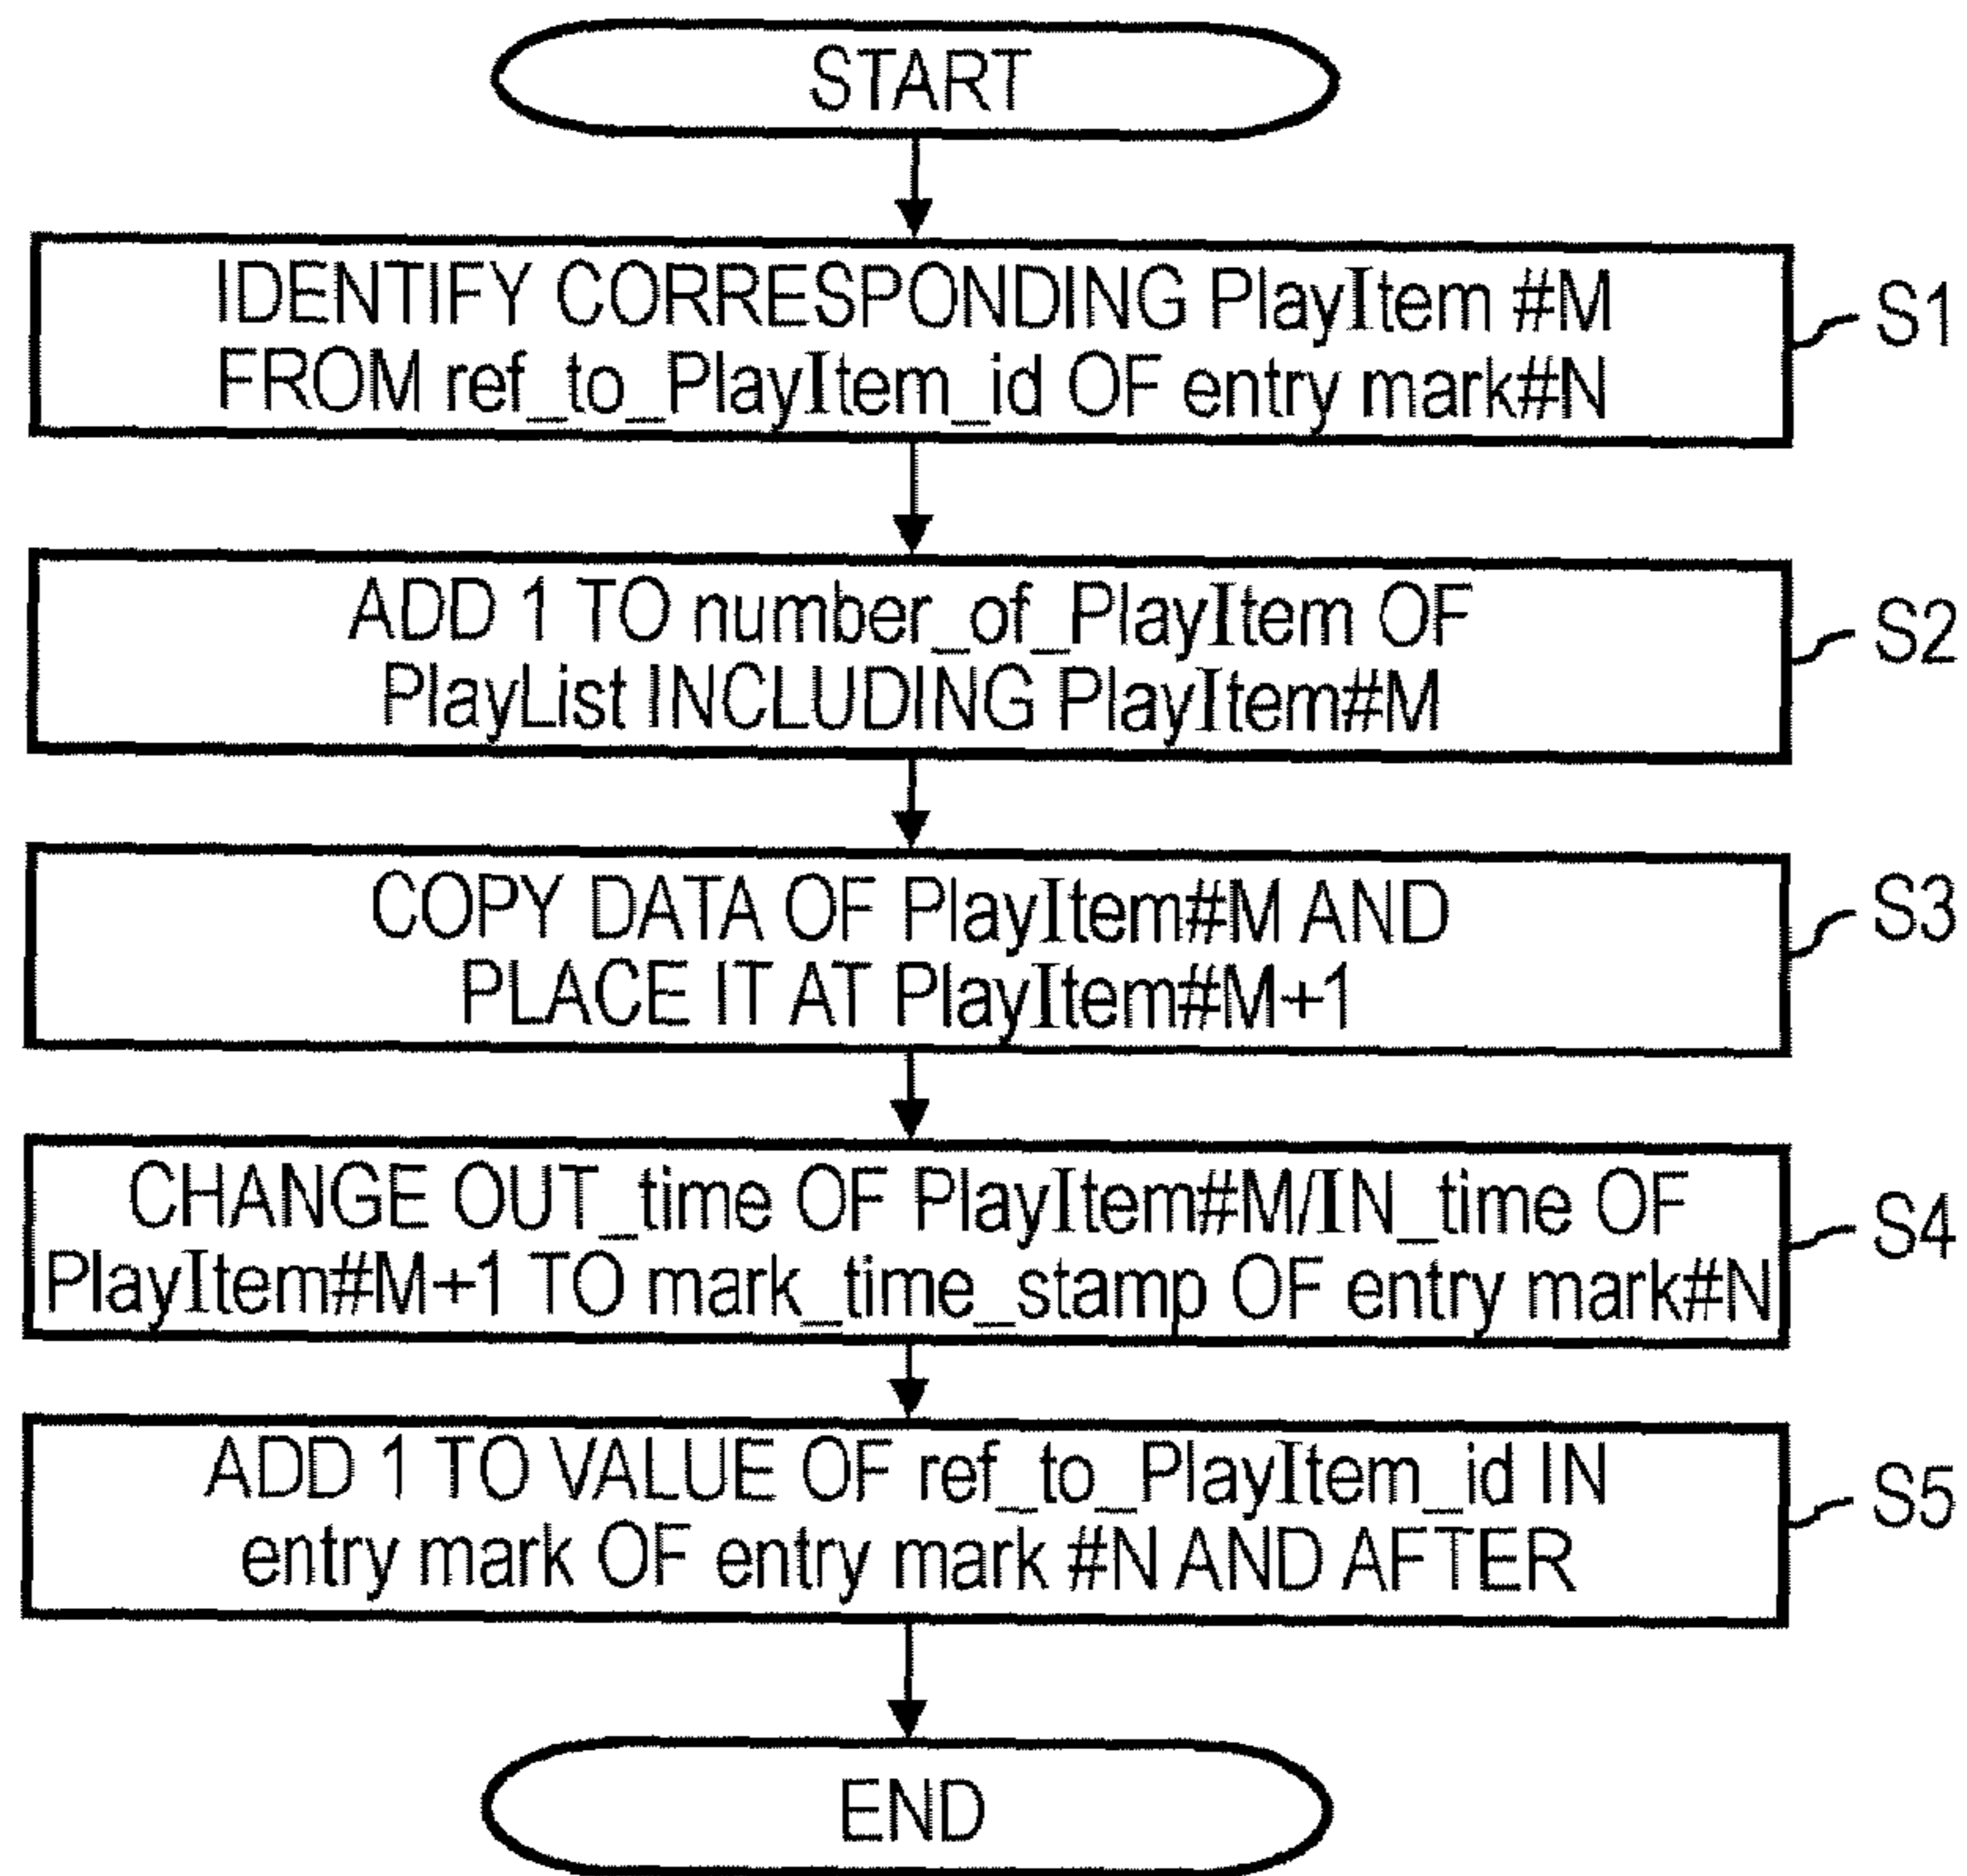 START
IDENTIFY CORRESPONDING PlayItem #M
FROM ref_to_PlayItem_id OF entry mark#N
S1
ADD 1 TO number_of_PlayItem OF
PlayList INCLUDING PlayItem#M
S2
COPY DATA OF PlayItem#M AND
PLACE IT AT PlayItem#M+1
S3
CHANGE OUT_time OF PlayItem#M/IN_time OF
PlayItem#M+1 TO mark_time_stamp OF entry mark#N
S4
ADD 1 TO VALUE OF ref_to_PlayItem_id IN
entry mark OF entry mark #N AND AFTER
S5
END